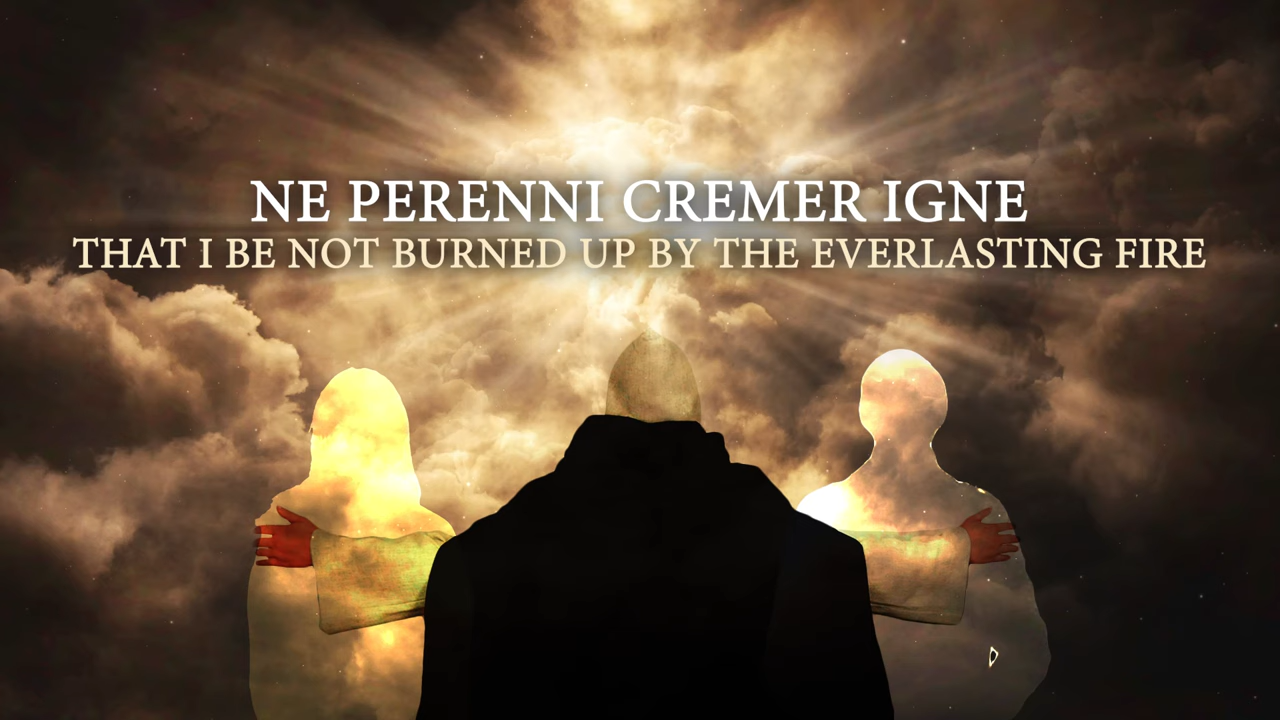 NE PERENNI CREMER IGNE
THAT I BE NOT BURNED UP BY THE EVERLASTING FIRE